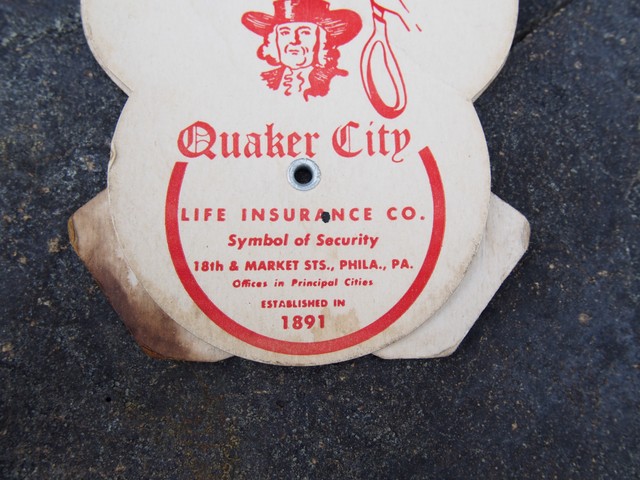 Quaker City
LIFE INSURANCE CO.
Symbol of Security
18th & MARKET STS., PHILA., PA.
Offices in Principal Cities
ESTABLISHED IN
1891